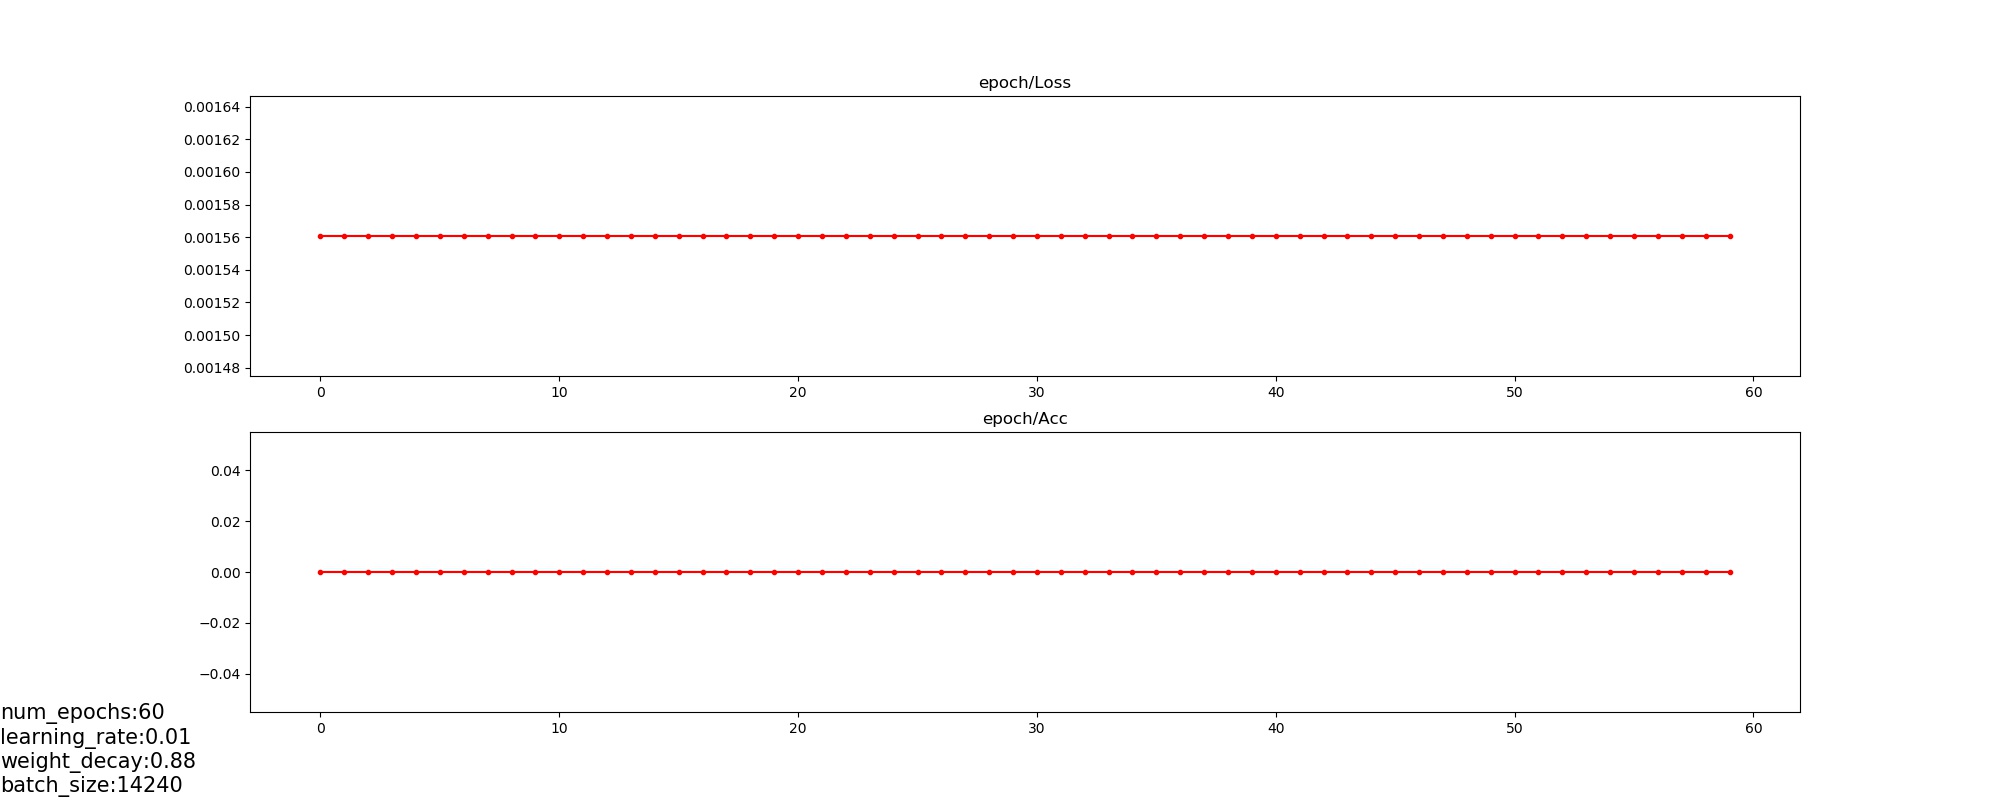 epoch/Loss
0.00164
0.00162
0.00160
0.00158
0.00156
0.00154
0.00152
0.00150
0.00148
0 10 20 30 40 50 60
epoch/Acc
0.04
0.02
0.00
−0.02
−0.04
0 10 20 30 40 50 60
num_epochs:60
learning_rate:0.01
weight_decay:0.88
batch_size:14240